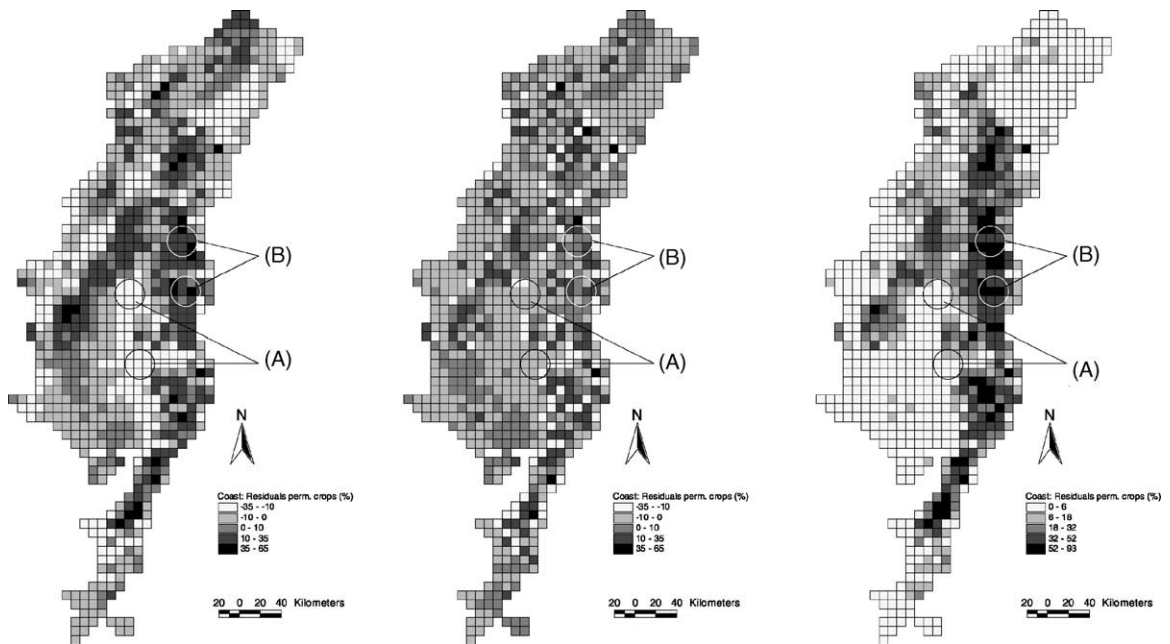 (B)
(A)
N
Coast: Residuals perm. crops (%)
-35 - -10
-10 - 0
0 - 10
10 - 35
35 - 65
20 0 20 40 Kilometers
(B)
(A)
N
Coast: Residuals perm. crops (%)
-35 - -10
-10 - 0
0 - 10
10 - 35
35 - 65
20 0 20 40 Kilometers
(B)
(A)
N
Coast: Residuals perm. crops (%)
0 - 6
6 - 18
18 - 32
32 - 52
52 - 93
20 0 20 40 Kilometers